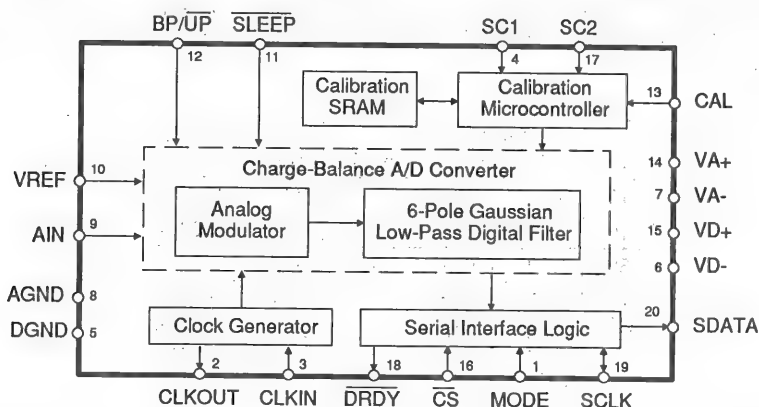 BP/UP SLEEP SC1 SC2
12 11 4 17
Calibration
SRAM
Calibration
Microcontroller
13 CAL
Charge-Balance A/D Converter
14 VA+
VREF 10
7 VA-
Analog
Modulator
6-Pole Gaussian
Low-Pass Digital Filter
AIN 9
15 VD+
6 VD-
AGND 8
DGND 5
Clock Generator
Serial Interface Logic
20 SDATA
2 3 18 16 1 19
CLKOUT CLKIN DRDY CS MODE SCLK